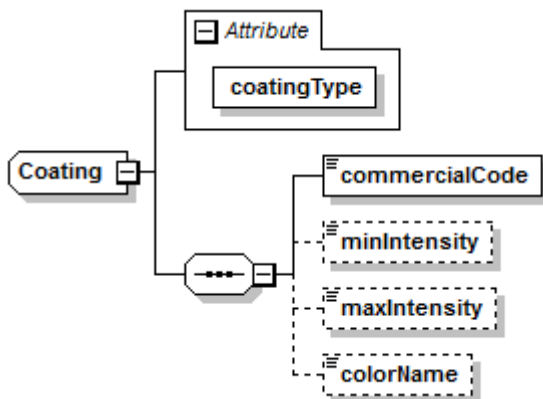 Attribute
coatingType
Coating
commercialCode
minIntensity
maxIntensity
colorName